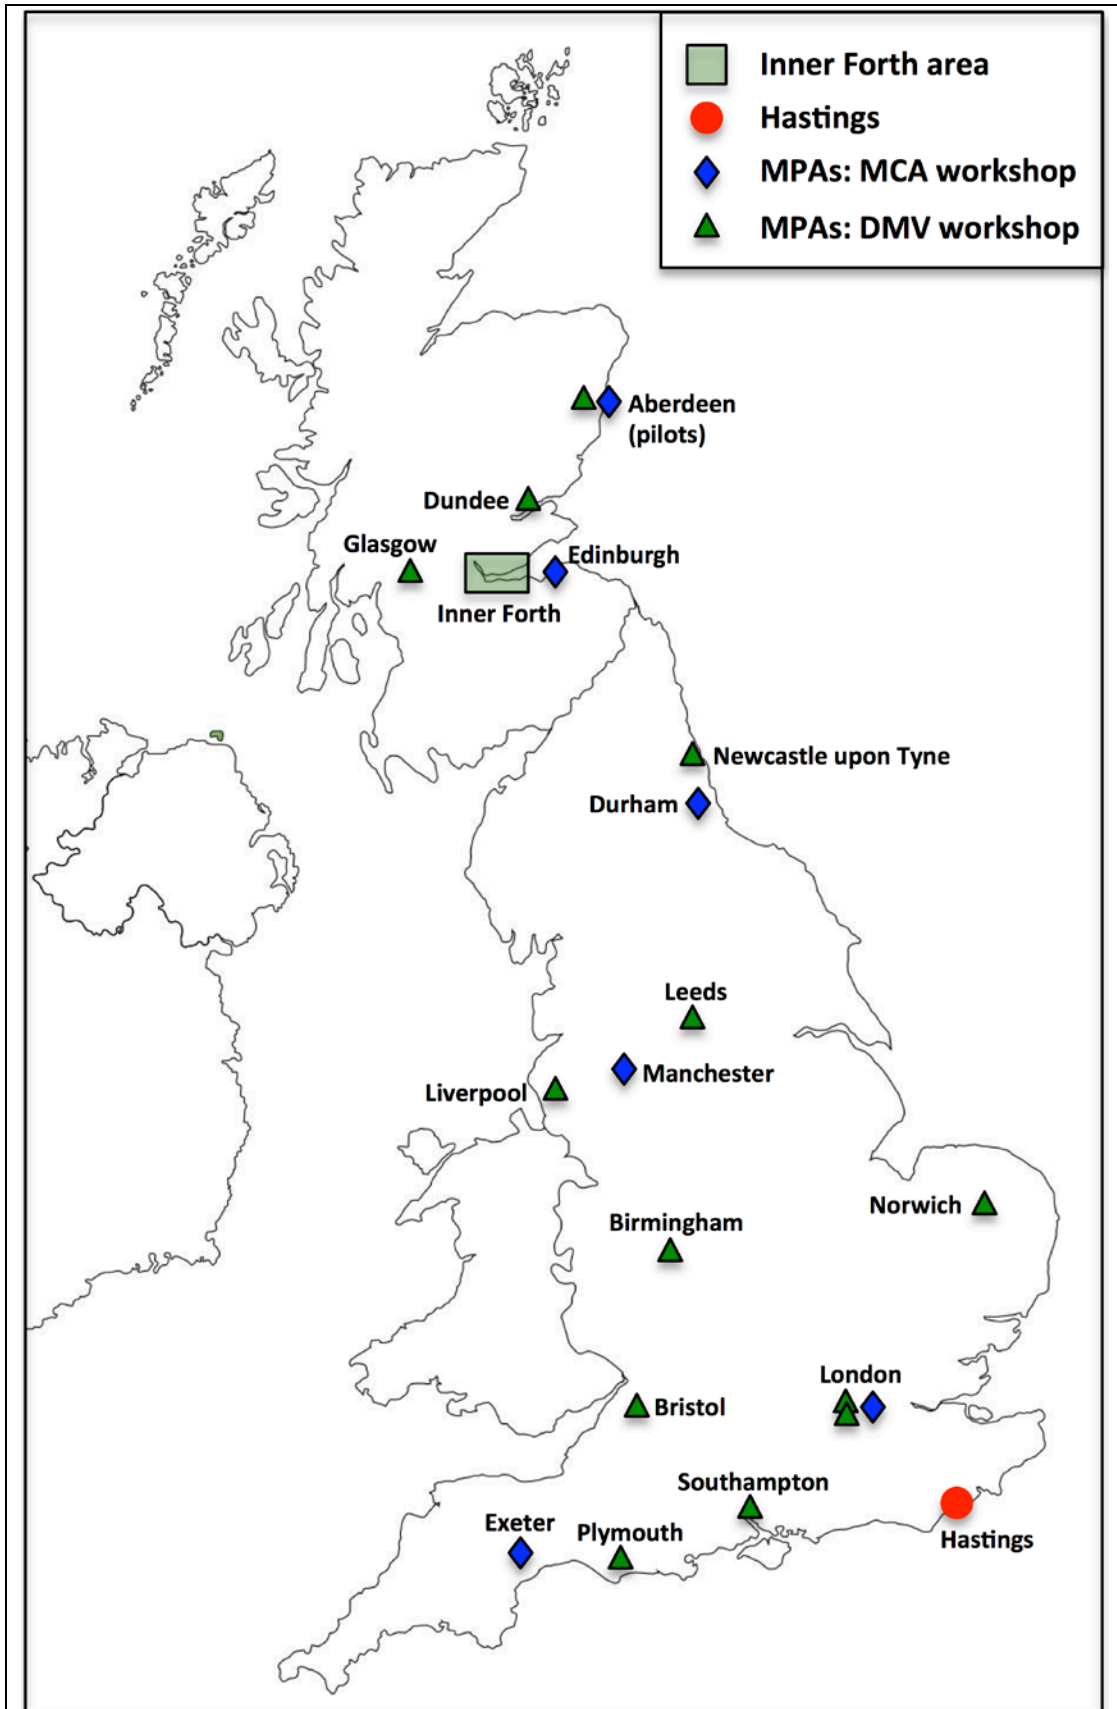 Inner Forth area
Hastings
MPAs: MCA workshop
MPAs: DMV workshop
Aberdeen
(pilots)
Dundee
Glasgow
Edinburgh
Inner Forth
Newcastle upon Tyne
Durham
Leeds
Manchester
Liverpool
Norwich
Birmingham
London
Bristol
Southampton
Exeter
Plymouth
Hastings